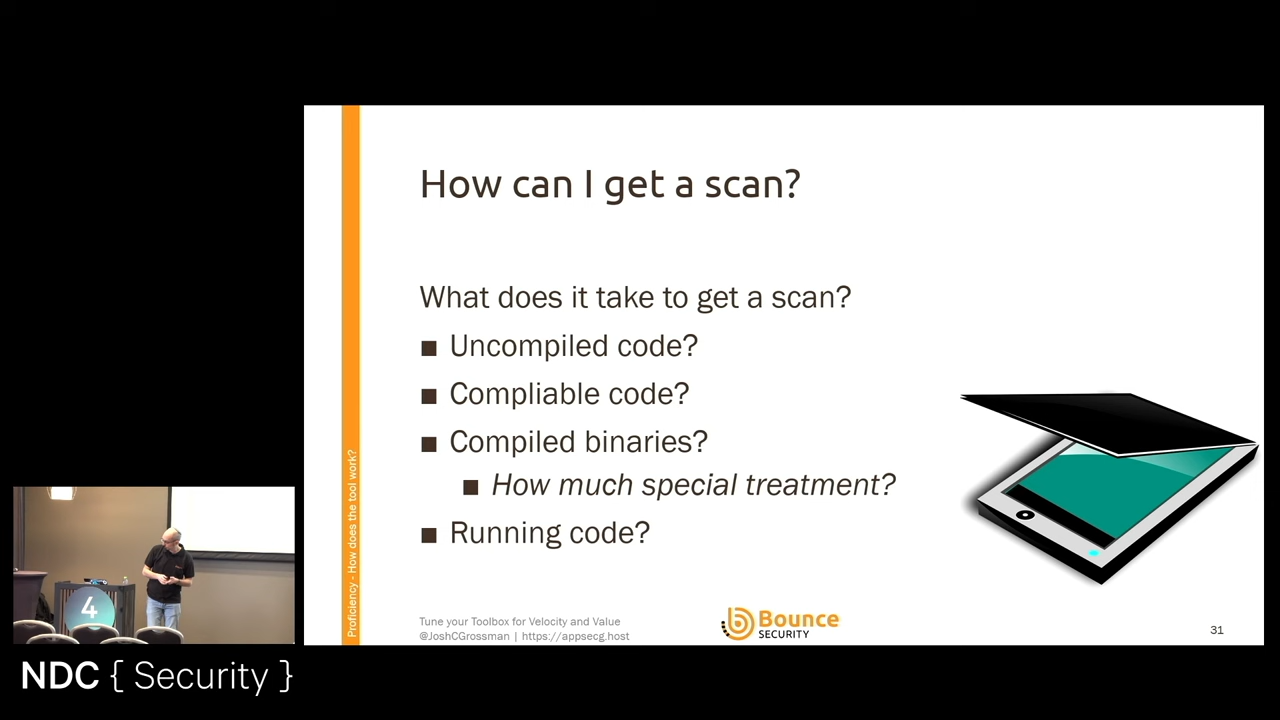 How can I get a scan?
What does it take to get a scan?
■ Uncompiled code?
■ Compliable code?
■ Compiled binaries?
■ How much special treatment?
■ Running code?
Proficiency - How does the tool work?
Tune your Toolbox for Velocity and Value
@JoshCGrossman | https://appsecg.host
Bounce
SECURITY
31
4
NDC { Security }